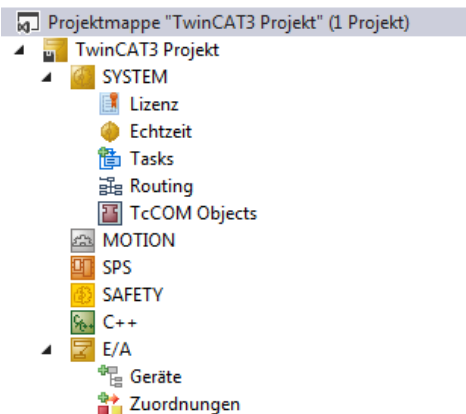 Projektmappe "TwinCAT3 Projekt" (1 Projekt)
TwinCAT3 Projekt
SYSTEM
Lizenz
Echtzeit
Tasks
Routing
TcCOM Objects
MOTION
SPS
SAFETY
C++
E/A
Geräte
Zuordnungen